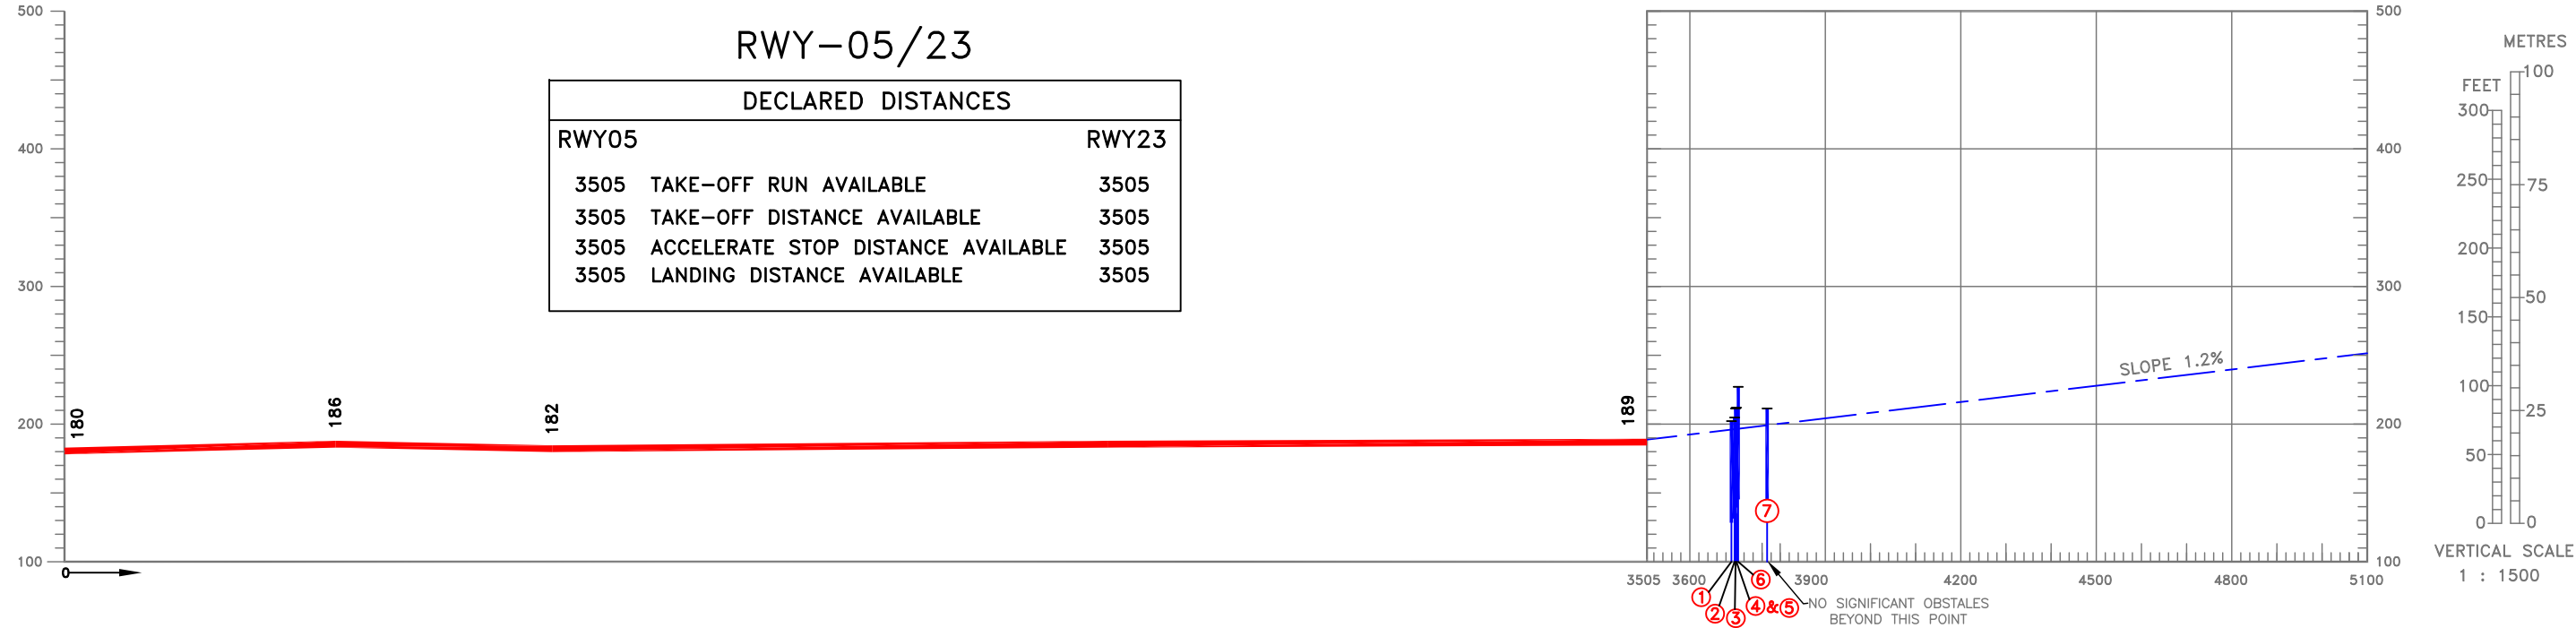 RWY-05/23
DECLARED DISTANCES
RWY05 RWY23
3505 TAKE-OFF RUN AVAILABLE 3505
3505 TAKE-OFF DISTANCE AVAILABLE 3505
3505 ACCELERATE STOP DISTANCE AVAILABLE 3505
3505 LANDING DISTANCE AVAILABLE 3505
500
400
300
200
100
180
186
182
189
0
500
400
300
200
100
SLOPE 1.2%
7
3505 3600 3900 4200 4500 4800 5100
1
2
3
4&5
6
NO SIGNIFICANT OBSTALES
BEYOND THIS POINT
METRES
100
75
50
25
0
FEET
300
250
200
150
100
50
0
VERTICAL SCALE
1 : 1500